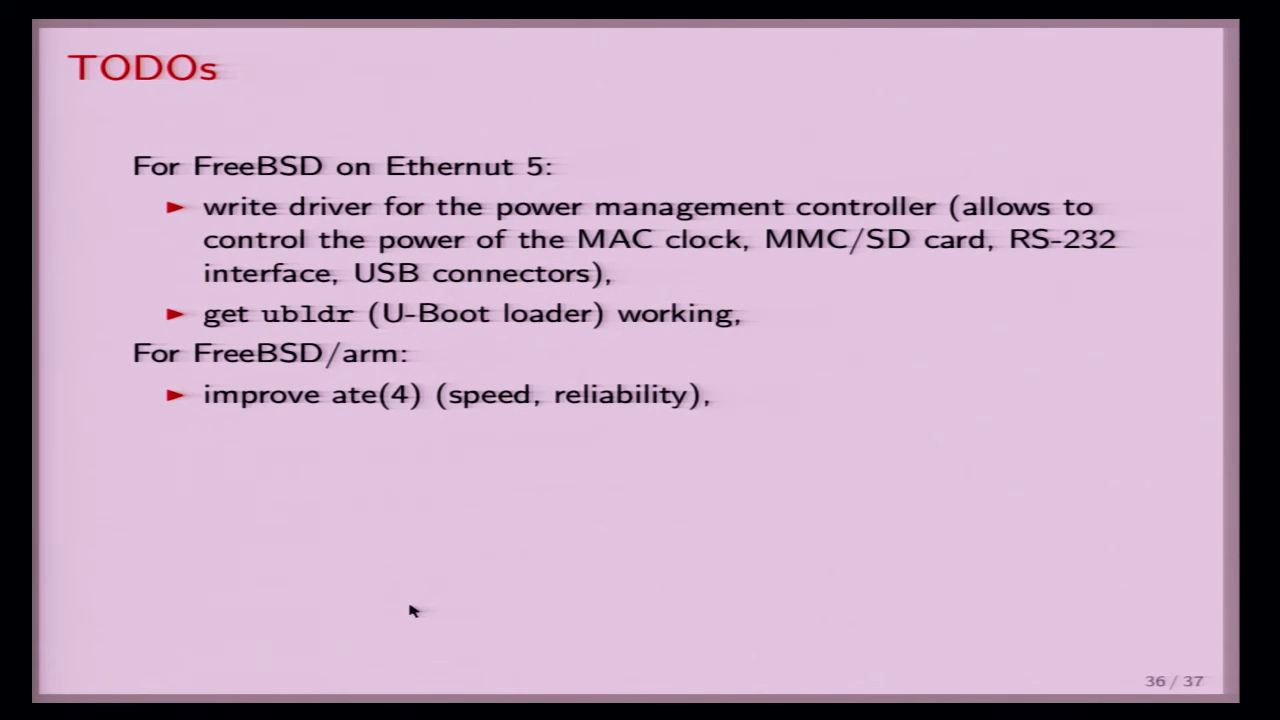 TODOs
For FreeBSD on Ethernut 5:
► write driver for the power management controller (allows to
control the power of the MAC clock, MMC/SD card, RS-232
interface, USB connectors),
► get ubldr (U-Boot loader) working,
For FreeBSD/arm:
► improve ate(4) (speed, reliability),
36 / 37